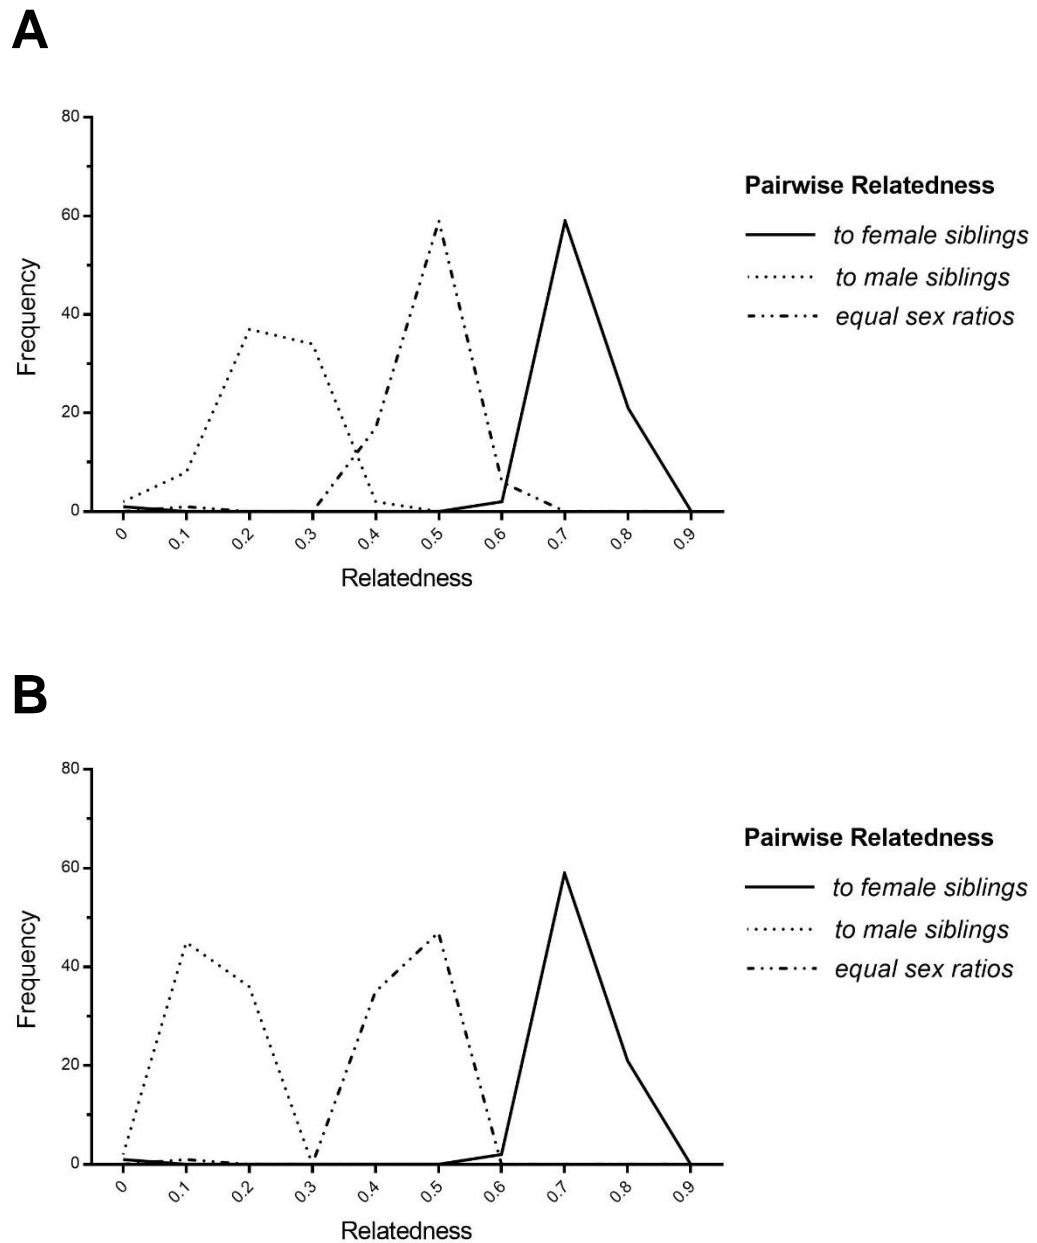 A
80
60
40
20
0
Frequency
0
0.1
0.2
0.3
0.4
0.5
0.6
0.7
0.8
0.9
Relatedness
Pairwise Relatedness
to female siblings
to male siblings
equal sex ratios
B
80
60
40
20
0
Frequency
0
0.1
0.2
0.3
0.4
0.5
0.6
0.7
0.8
0.9
Relatedness
Pairwise Relatedness
to female siblings
to male siblings
equal sex ratios